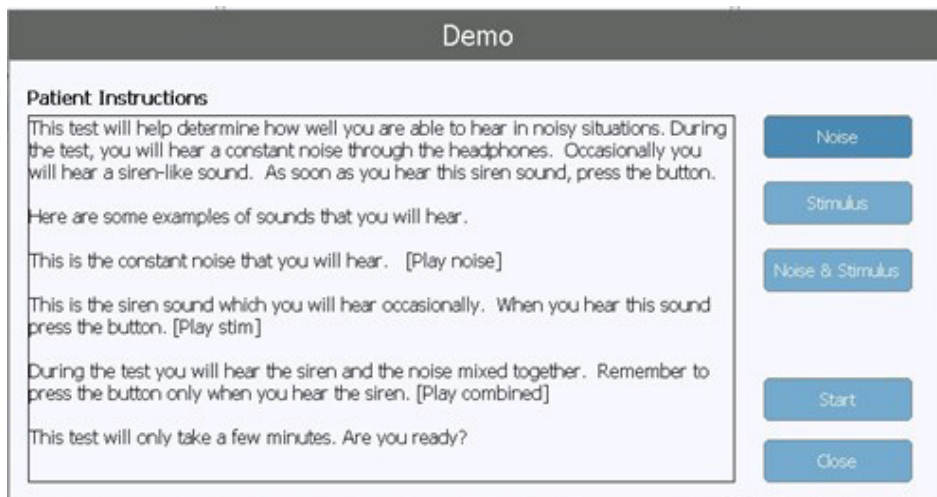 Demo
Patient Instructions
This test will help determine how well you are able to hear in noisy situations. During
the test, you will hear a constant noise through the headphones. Occasionally you
will hear a siren-like sound. As soon as you hear this siren sound, press the button.
Here are some examples of sounds that you will hear.
This is the constant noise that you will hear. [Play noise]
This is the siren sound which you will hear occasionally. When you hear this sound
press the button. [Play stim]
During the test you will hear the siren and the noise mixed together. Remember to
press the button only when you hear the siren. [Play combined]
This test will only take a few minutes. Are you ready?
Noise
Stimulus
Noise & Stimulus
Start
Close